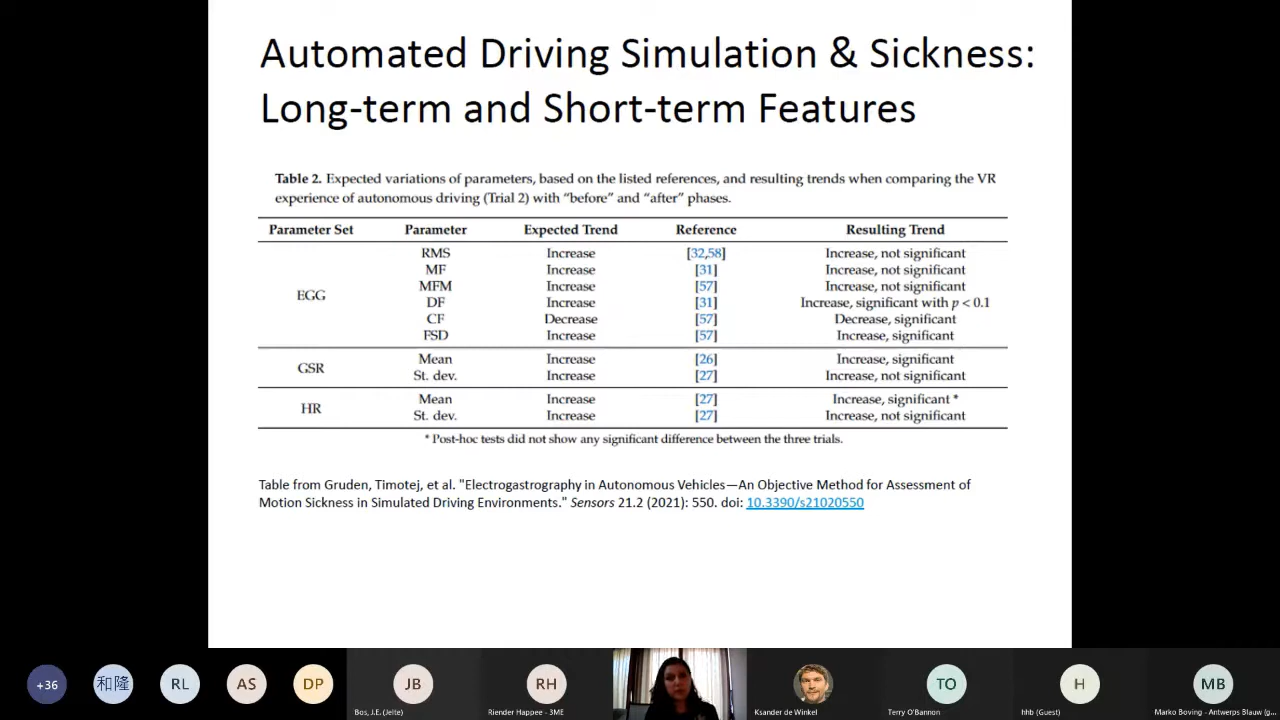 Automated Driving Simulation & Sickness:
Long-term and Short-term Features
Table 2. Expected variations of parameters, based on the listed references, and resulting trends when comparing the VR
experience of autonomous driving (Trial 2) with “before” and “after” phases.
Parameter Set Parameter Expected Trend Reference Resulting Trend
RMS Increase [32,58] Increase, not significant
MF Increase [31] Increase, not significant
MFM Increase [57] Increase, not significant
EGG
DF Increase [31] Increase, significant with p < 0.1
CF Decrease [57] Decrease, significant
FSD Increase [57] Increase, significant
Mean Increase [26] Increase, significant
GSR
St. dev. Increase [27] Increase, not significant
Mean Increase [27] Increase, significant *
HR
St. dev. Increase [27] Increase, not significant
* Post-hoc tests did not show any significant difference between the three trials.
Table from Gruden, Timotej, et al. "Electrogastrography in Autonomous Vehicles—An Objective Method for Assessment of
Motion Sickness in Simulated Driving Environments." Sensors 21.2 (2021): 550. doi: 10.3390/s21020550
+36 和隆 RL AS DP JB RH TO H MB
Bos, J.E. (Jelte) Riender Happee - 3ME Ksander de Winkel Terry O'Bannon hhb (Guest) Marko Boving - Antwerps Blauw (g...